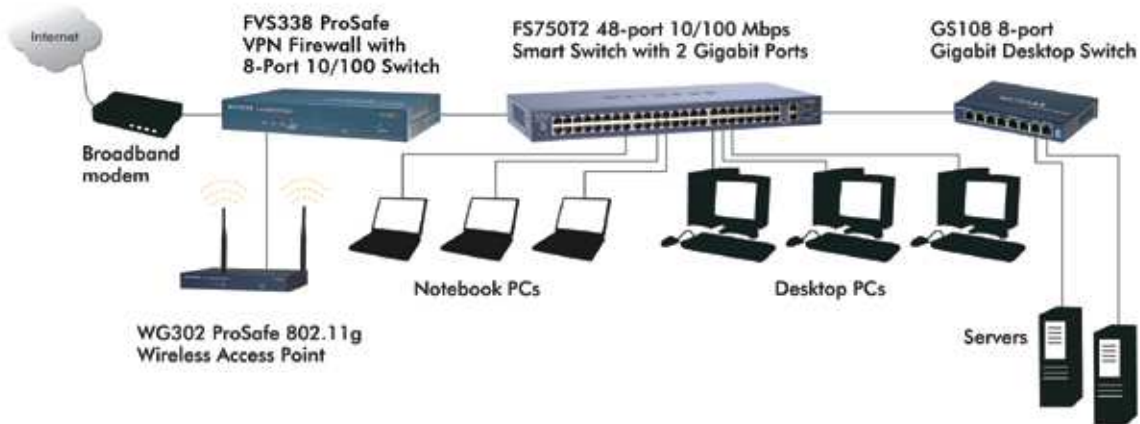 Internet
FVS338 ProSafe
VPN Firewall with
8-Port 10/100 Switch
FS750T2 48-port 10/100 Mbps
Smart Switch with 2 Gigabit Ports
GS108 8-port
Gigabit Desktop Switch
Broadband
modem
Notebook PCs
Desktop PCs
WG302 ProSafe 802.11g
Wireless Access Point
Servers